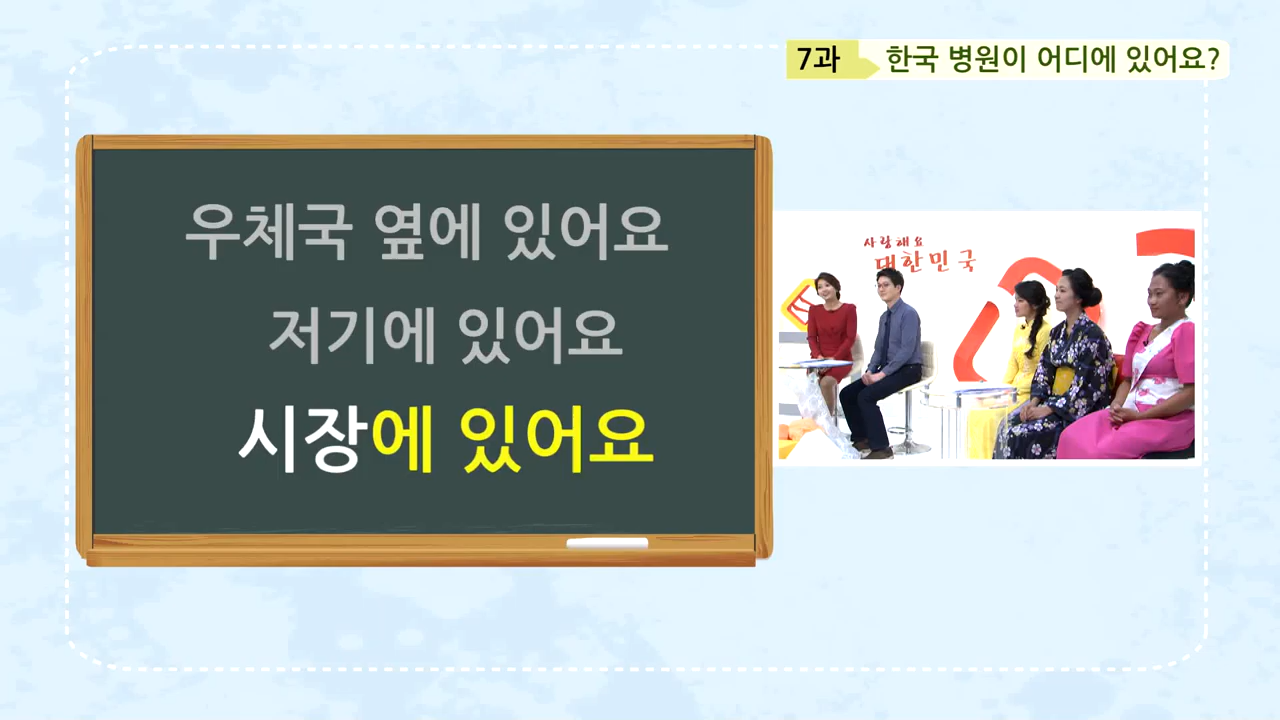 7과 한국 병원이 어디에 있어요?
우체국 옆에 있어요
저기에 있어요
시장에 있어요
사랑해요
대한민국